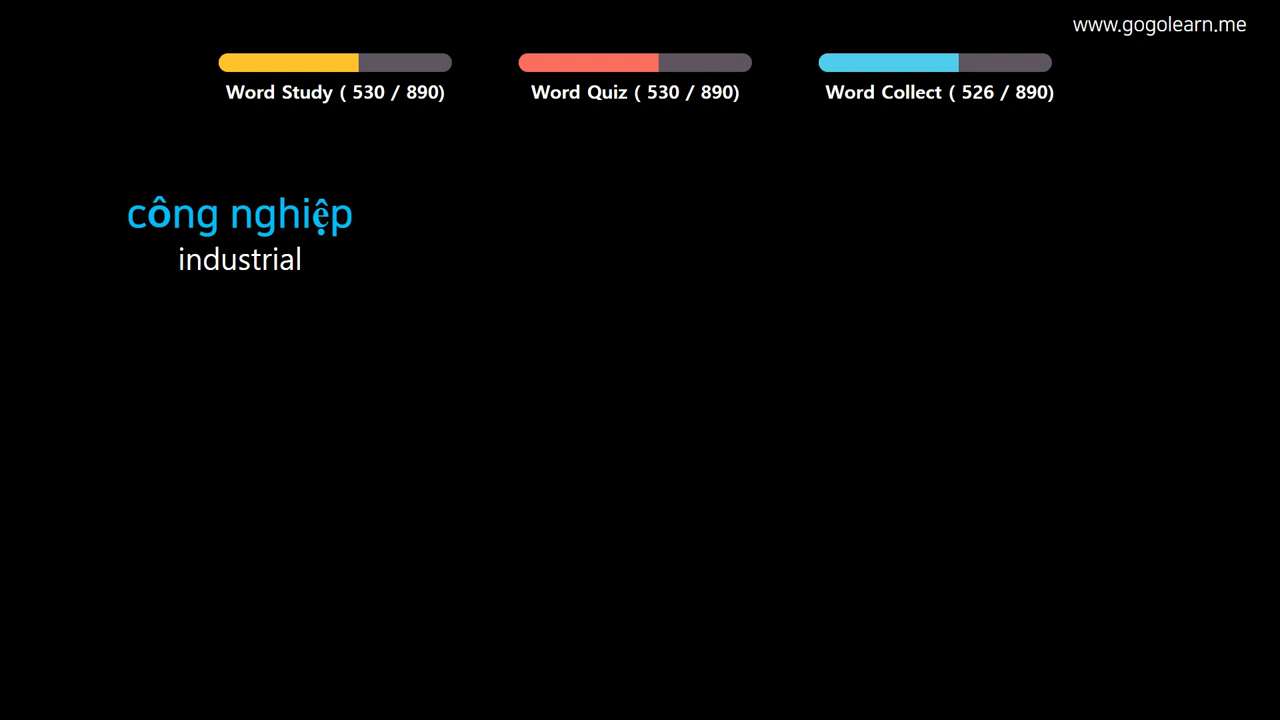 www.gogolearn.me
Word Study ( 530 / 890)
Word Quiz ( 530 / 890)
Word Collect ( 526 / 890)
công nghiệp
industrial